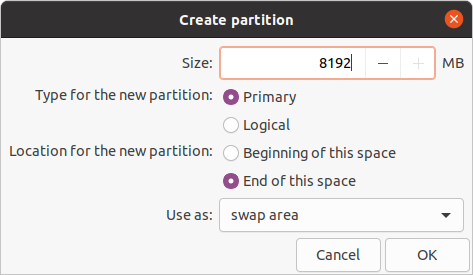 Create partition
Size: 8192 MB
Type for the new partition: Primary
Logical
Location for the new partition: Beginning of this space
End of this space
Use as: swap area
Cancel OK